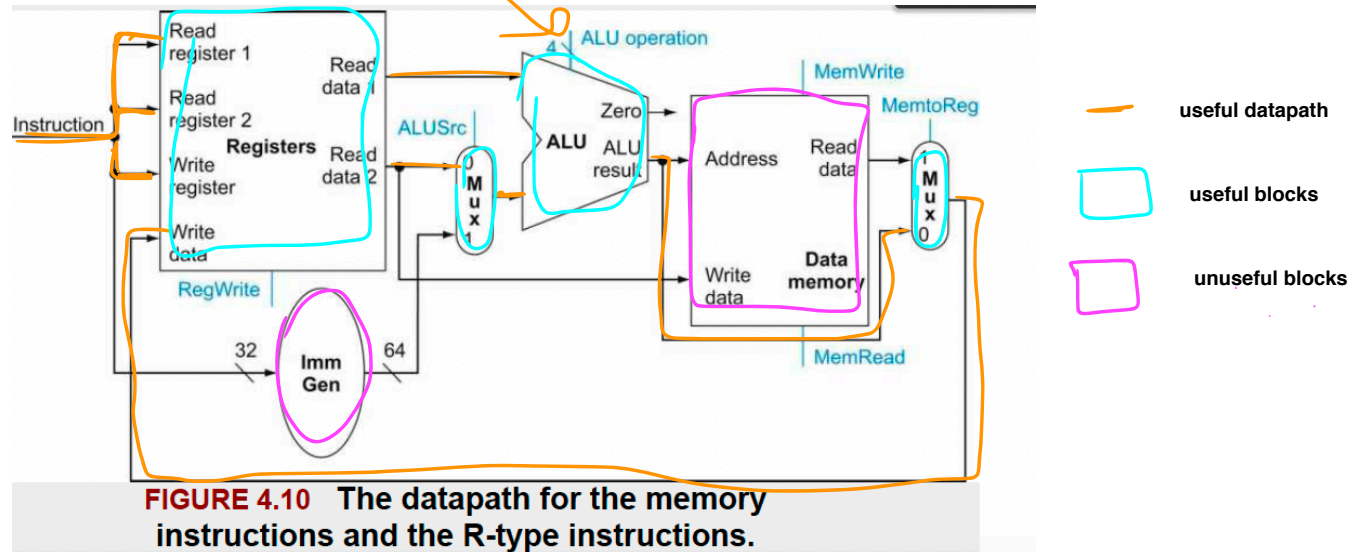 Read
register 1
Read
register 2
Write
register
Write
data
Registers
Read
data 1
Read
data 2
Instruction
RegWrite
32
Imm
Gen
64
ALUSrc
0
M
u
x
1
4
ALU operation
Zero
ALU
ALU
result
MemWrite
Address
Read
data
Write
data
Data
memory
MemRead
MemtoReg
1
M
u
x
0
useful datapath
useful blocks
unuseful blocks
FIGURE 4.10 The datapath for the memory
instructions and the R-type instructions.